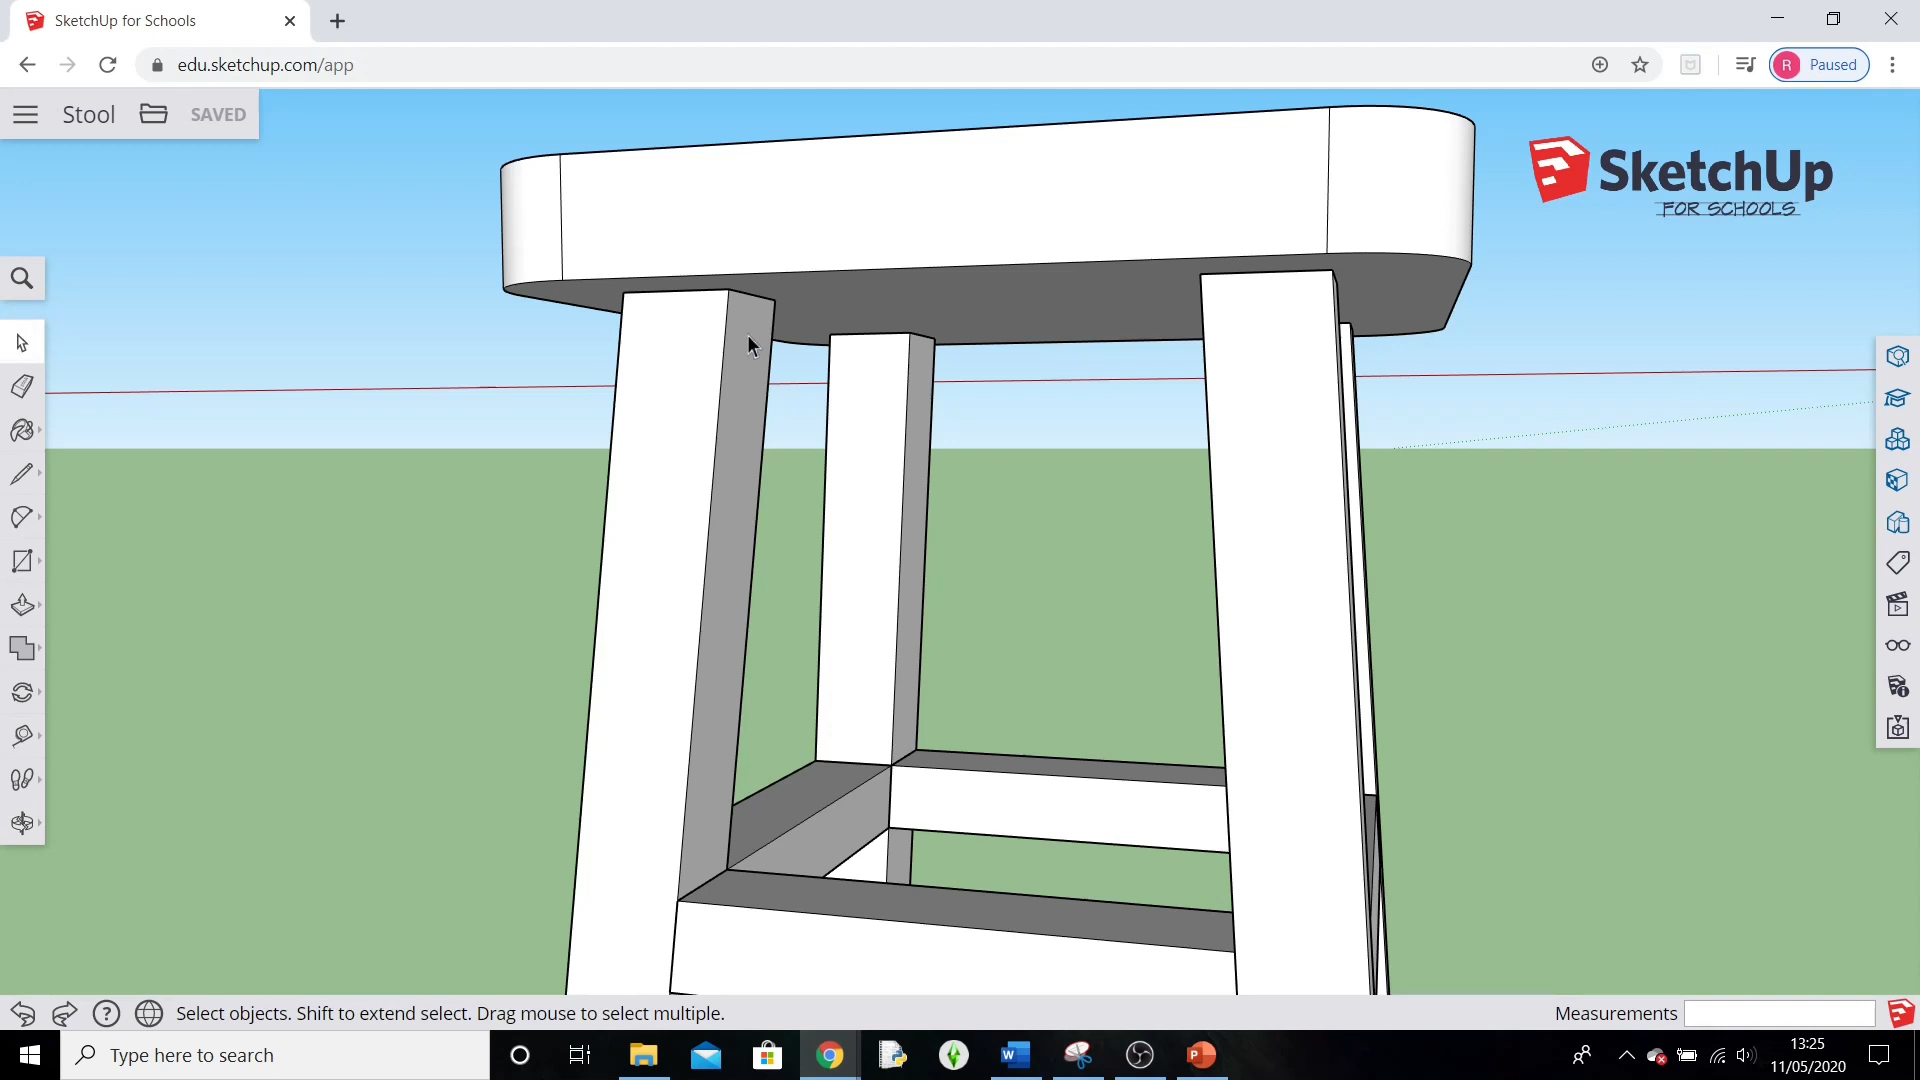 SketchUp for Schools
edu.sketchup.com/app
R Paused
Stool SAVED
SketchUp
FOR SCHOOLS
Select objects. Shift to extend select. Drag mouse to select multiple.
Measurements
Type here to search
13:25
11/05/2020